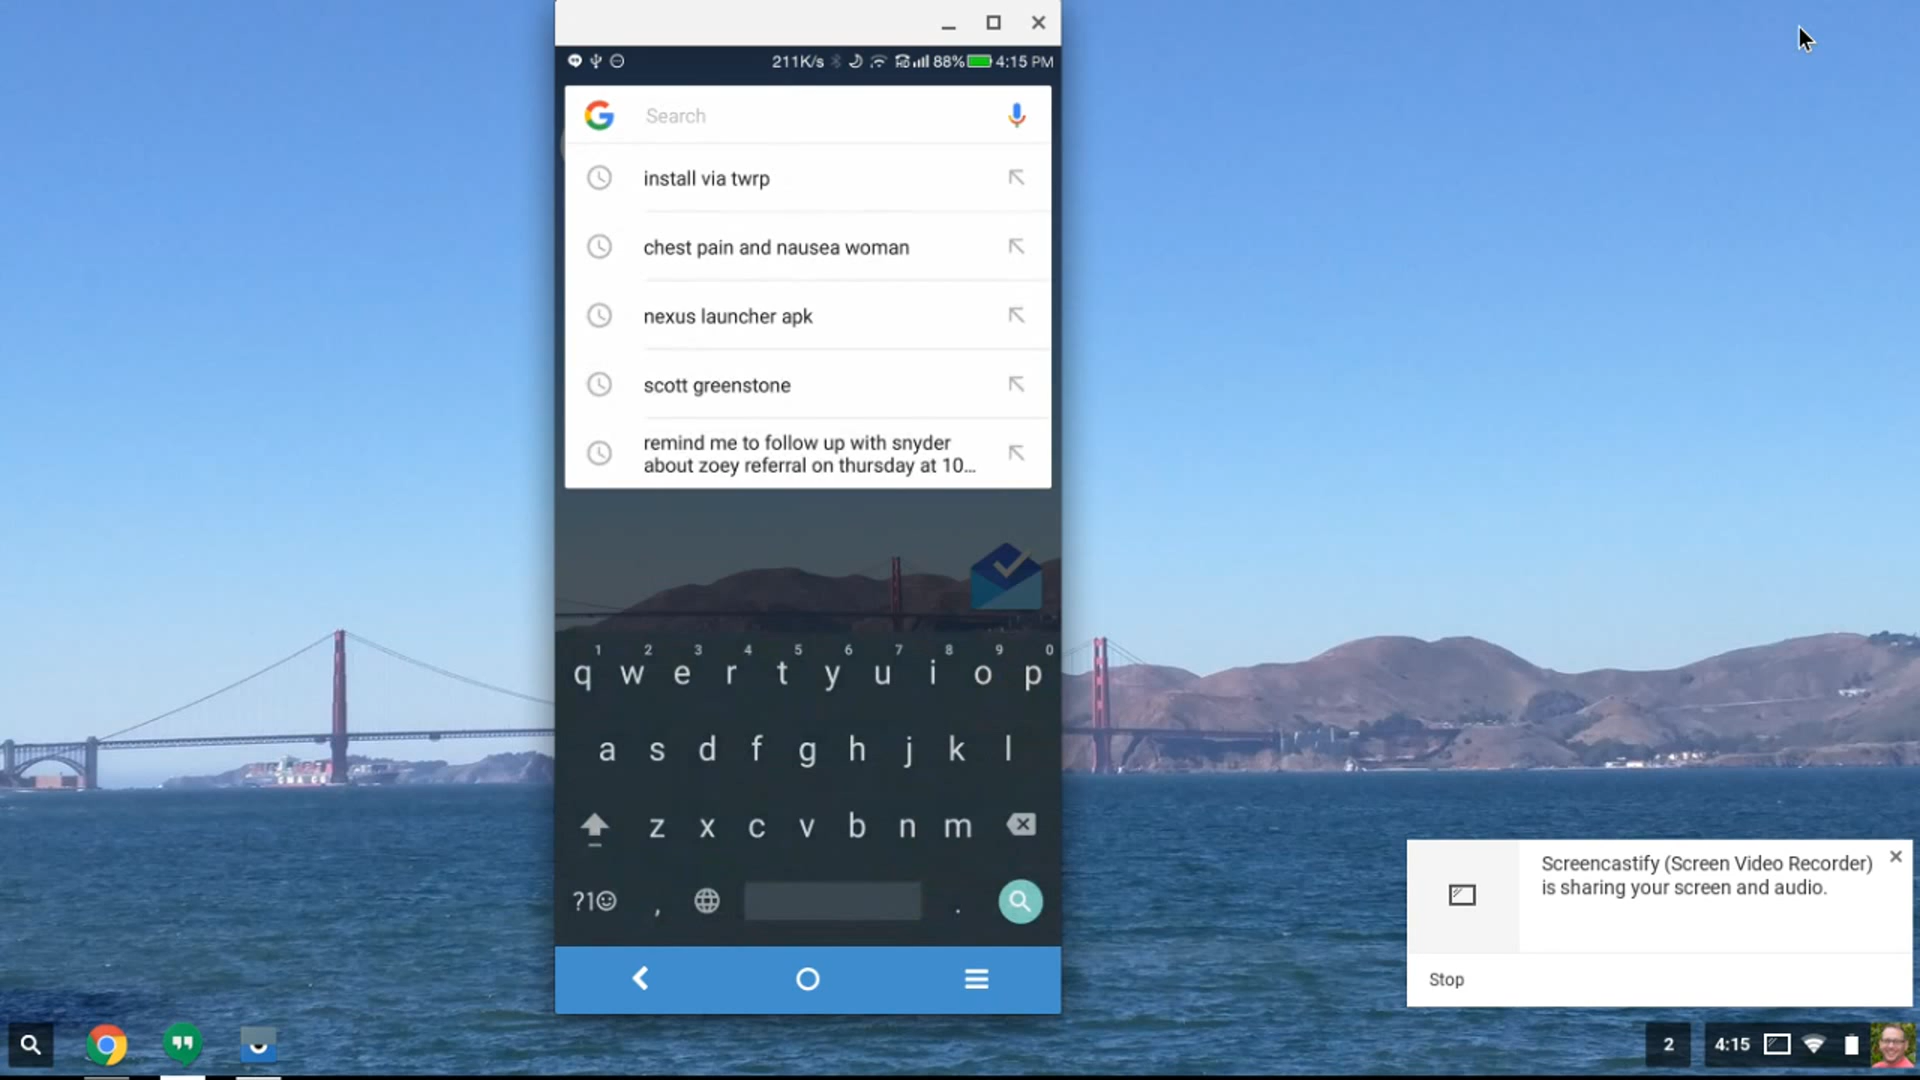 211K/s 88% 4:15 PM
Search
install via twrp
chest pain and nausea woman
nexus launcher apk
scott greenstone
remind me to follow up with snyder
about zoey referral on thursday at 10...
1 2 3 4 5 6 7 8 9 0
q w e r t y u i o p
a s d f g h j k l
z x c v b n m
?1☺ , .
Screencastify (Screen Video Recorder)
is sharing your screen and audio.
Stop
2 4:15